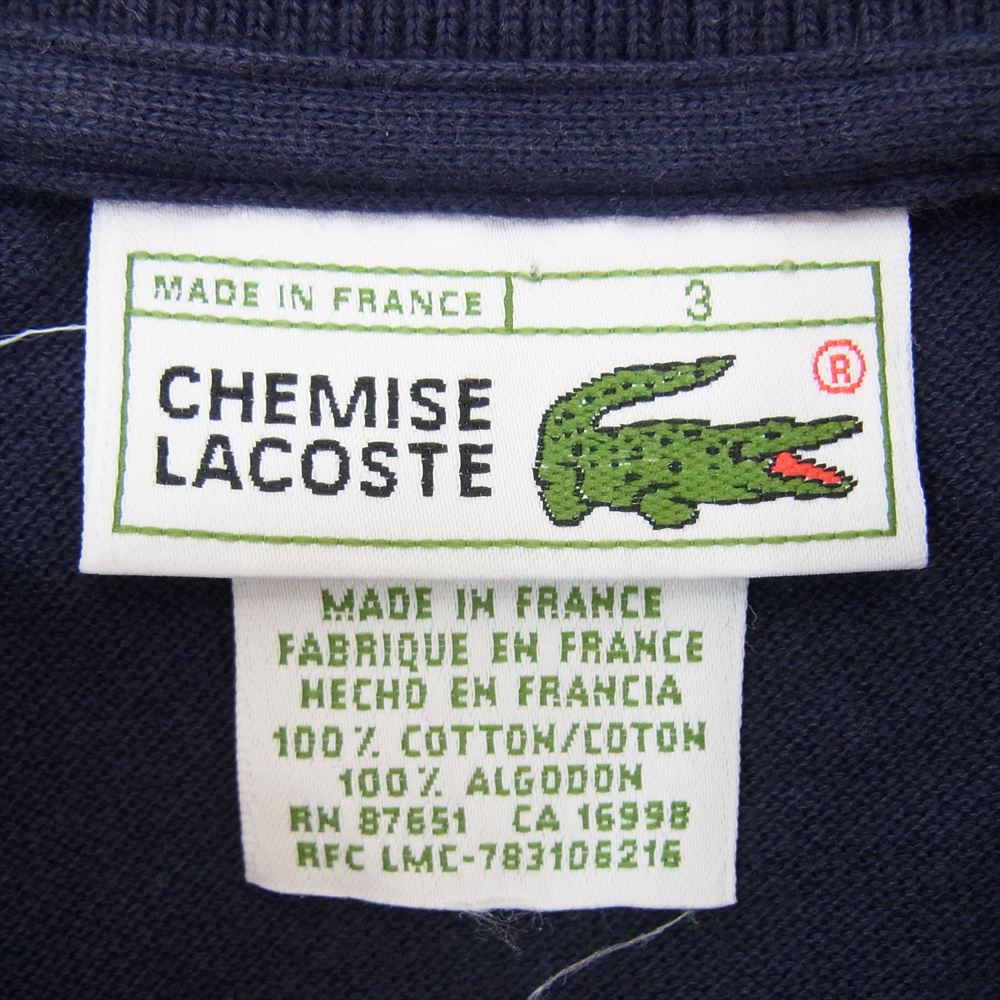 MADE IN FRANCE 3
®
CHEMISE
LACOSTE
MADE IN FRANCE
FABRIQUE EN FRANCE
HECHO EN FRANCIA
100% COTTON/COTON
100% ALGODON
RN 87651 CA 16998
RFC LMC-783106216